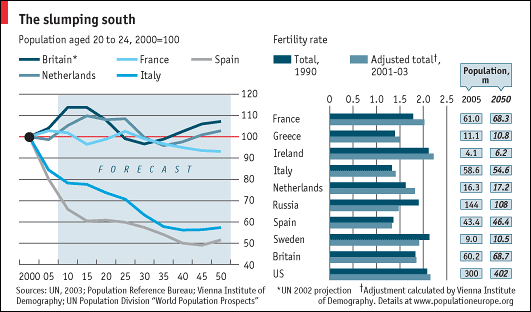 The slumping south
Population aged 20 to 24, 2000=100
Britain* France Spain
Netherlands Italy
120
110
100
90
80
70
60
50
40
FORECAST
2000 05 10 15 20 25 30 35 40 45 50
Fertility rate
Total, 1990
Adjusted total†, 2001-03
Population, m
0 0.5 1.0 1.5 2.0 2.5 2005 2050
France 61.0 68.3
Greece 11.1 10.8
Ireland 4.1 6.2
Italy 58.6 54.6
Netherlands 16.3 17.2
Russia 144 108
Spain 43.4 46.4
Sweden 9.0 10.5
Britain 60.2 68.7
US 300 402
Sources: UN, 2003; Population Reference Bureau; Vienna Institute of
Demography; UN Population Division "World Population Prospects"
*UN 2002 projection †Adjustment calculated by Vienna Institute
of Demography. Details at www.populationeurope.org